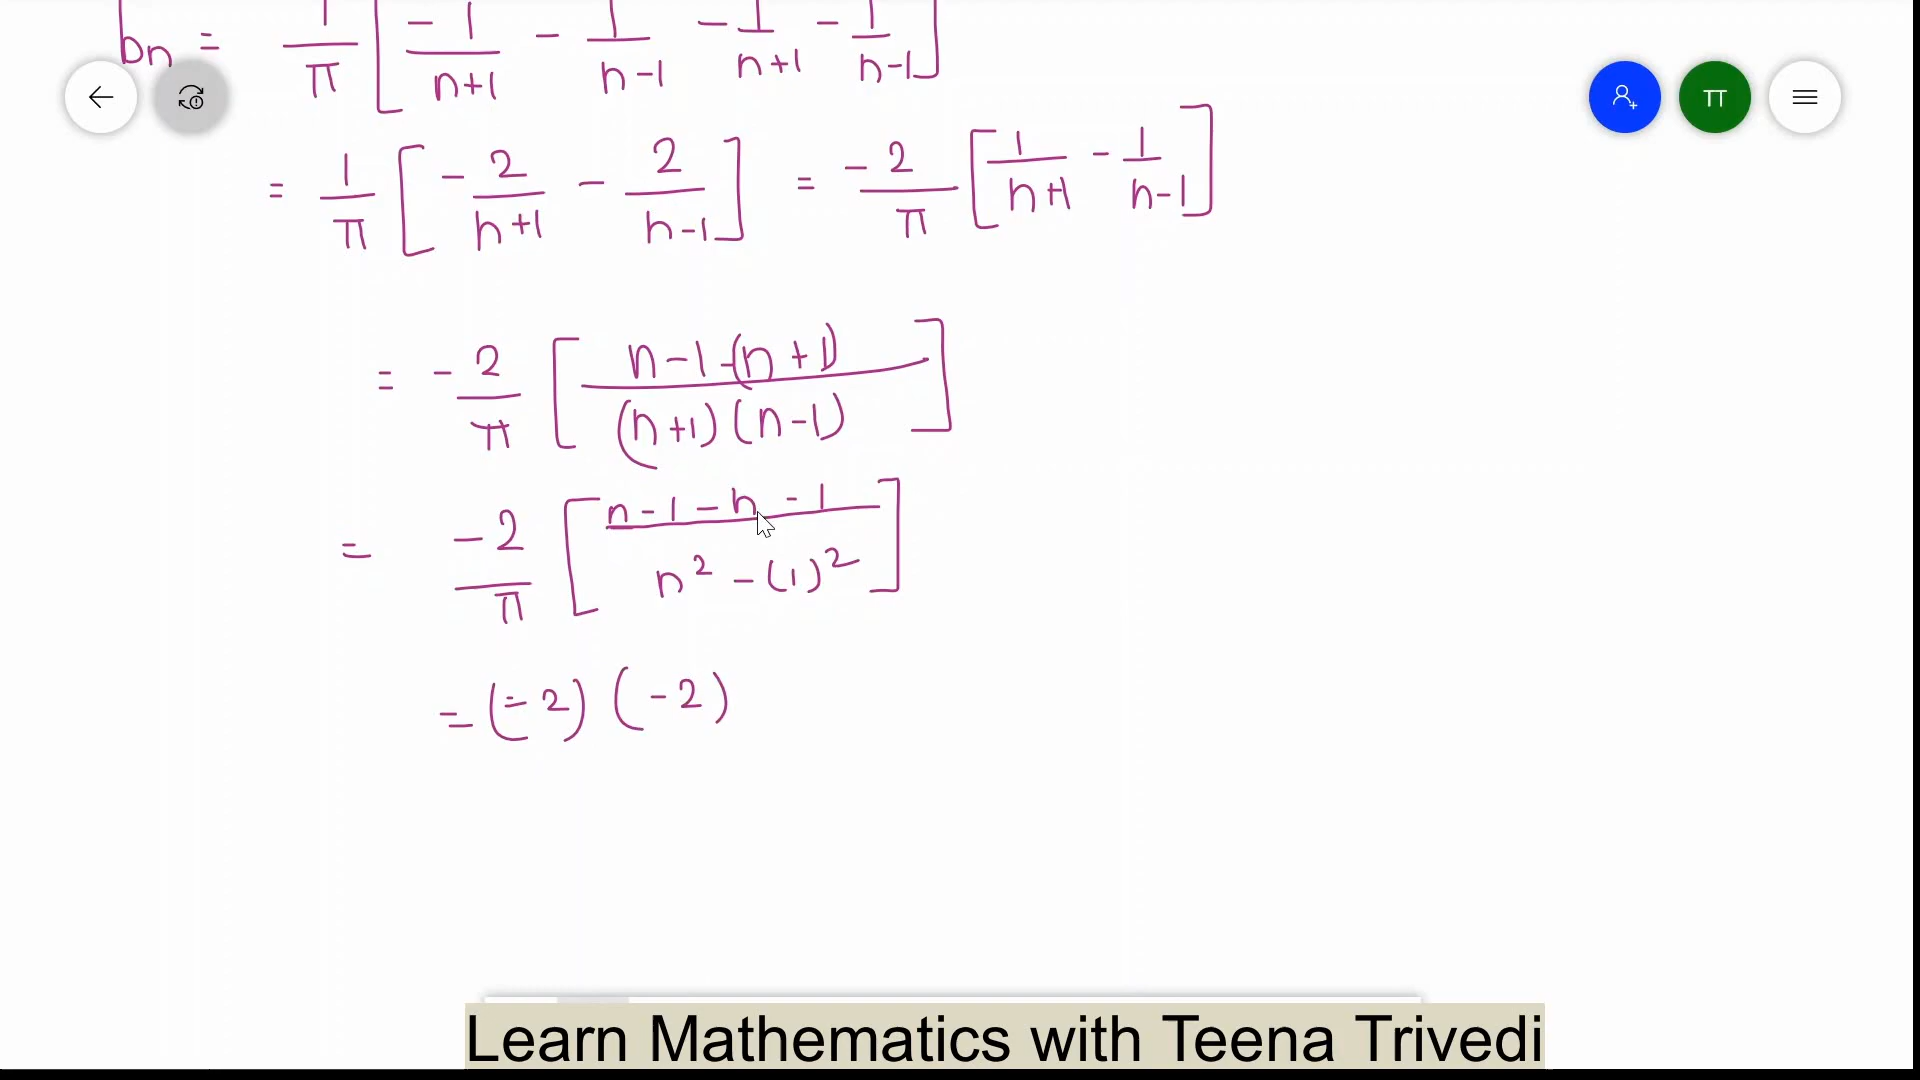 bn = 1/π [ -1/n+1 - 1/n-1 - 1/n+1 - 1/n-1 ]
= 1/π [ - 2/n+1 - 2/n-1 ] = -2/π [ 1/n+1 - 1/n-1 ]
= -2/π [ n-1-(n+1) / (n+1)(n-1) ]
= -2/π [ n-1-n-1 / n² - (1)² ]
= (-2) (-2)
TT
Learn Mathematics with Teena Trivedi